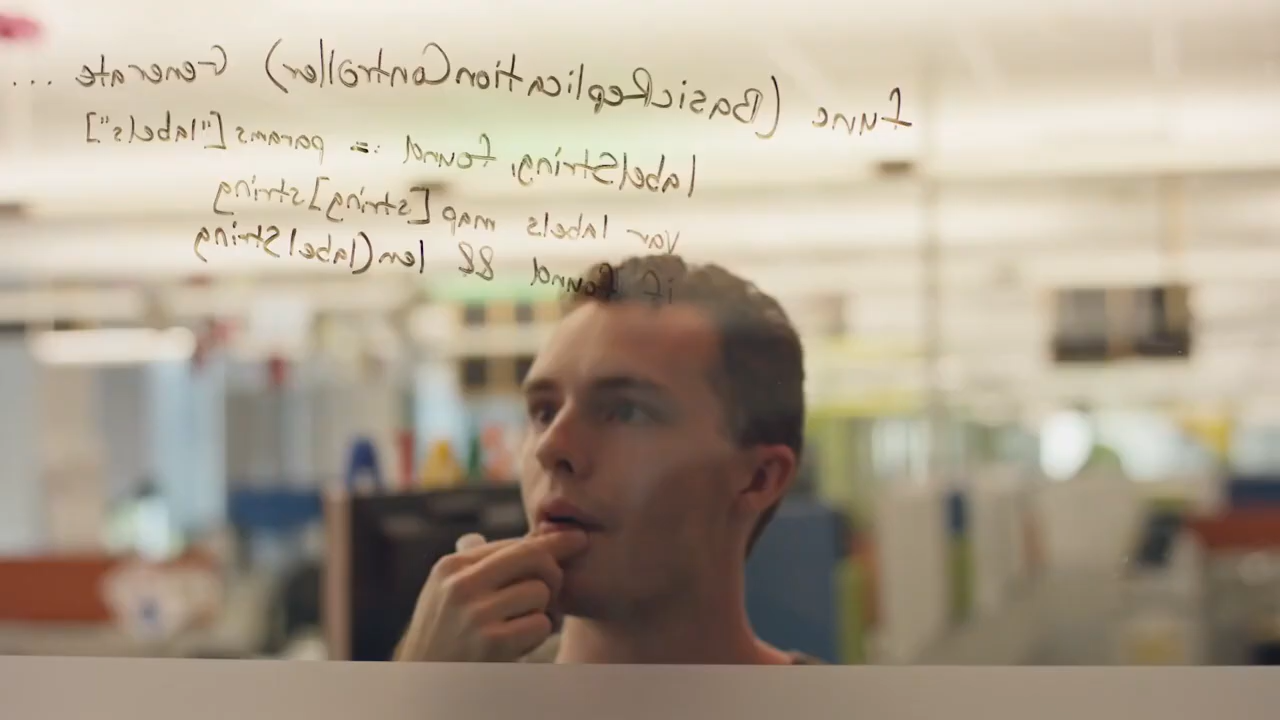 func (BasicReplicationController) Generate ...
labelString, found := params["labels"]
var labels map[string]string
if found && len(labelString